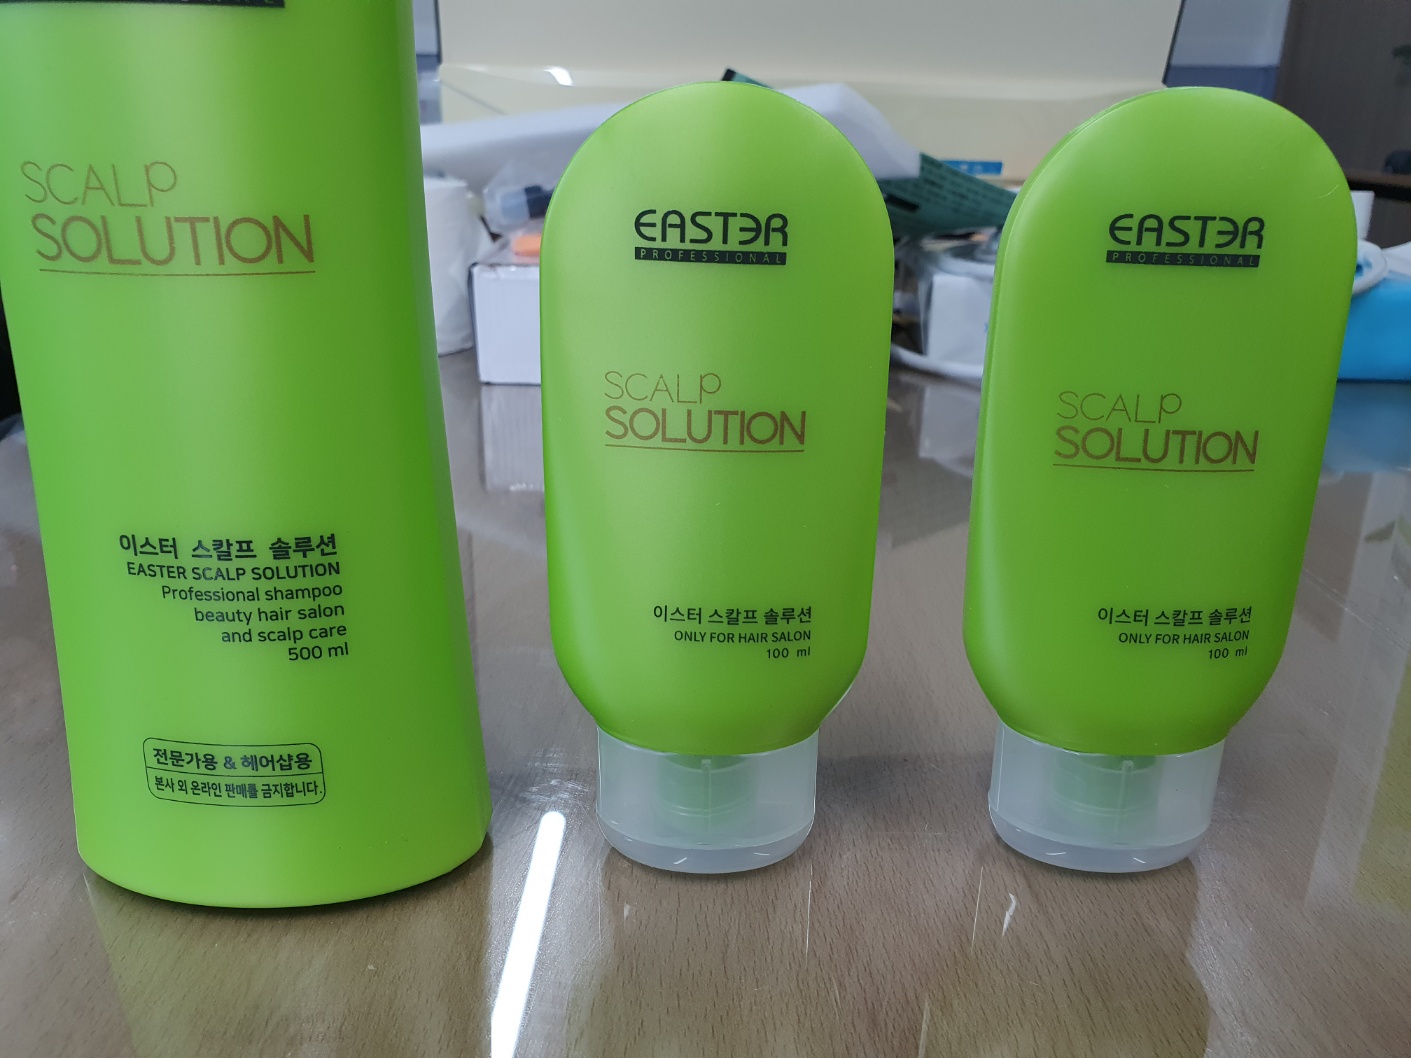 SCALP
SOLUTION
이스터 스칼프 솔루션
EASTER SCALP SOLUTION
Professional shampoo
beauty hair salon
and scalp care
500 ml
전문가용 & 헤어샵용
본사 외 온라인 판매를 금지합니다.
EASTER
PROFESSIONAL
SCALP
SOLUTION
이스터 스칼프 솔루션
ONLY FOR HAIR SALON
100 ml
EASTER
PROFESSIONAL
SCALP
SOLUTION
이스터 스칼프 솔루션
ONLY FOR HAIR SALON
100 ml